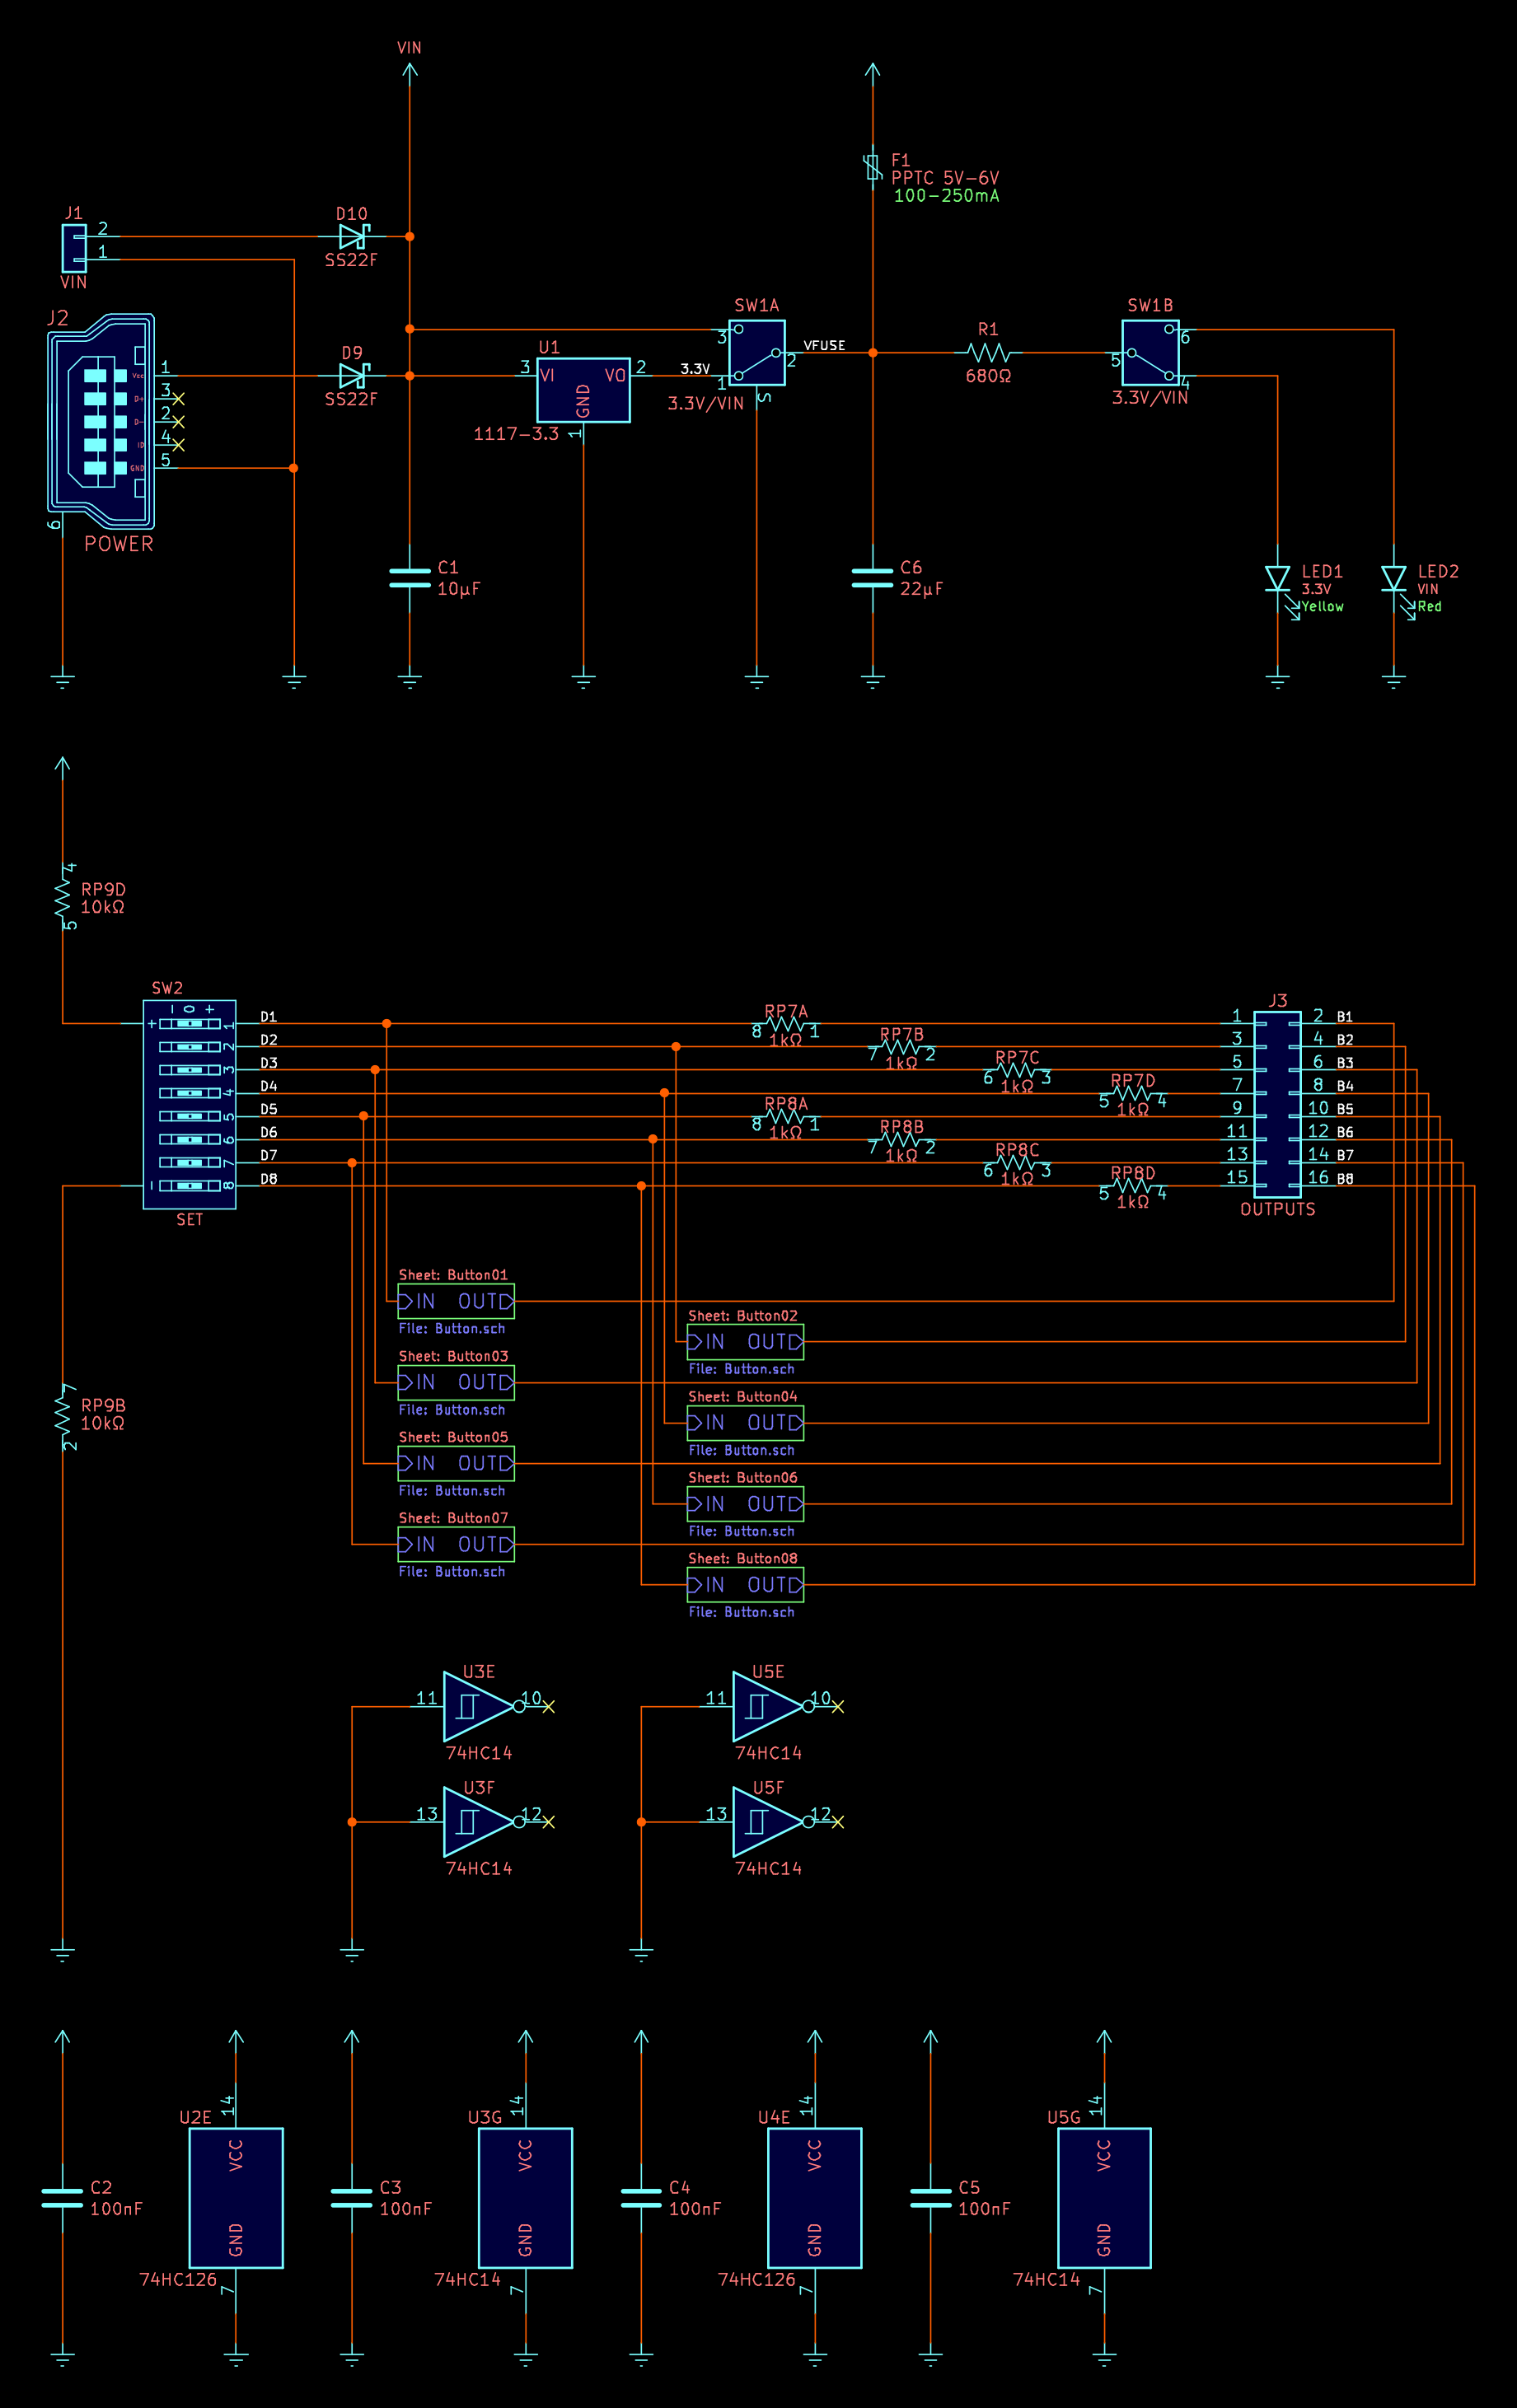 VIN
F1
PPTC 5V-6V
100-250mA
J1
2
1
VIN
D10
SS22F
J2
1 Vcc
3 D+
2 D-
4 ID
5 GND
6
POWER
D9
SS22F
U1
3 VI VO 2
GND
1
1117-3.3
3.3V
SW1A
3
2
1
S
3.3V/VIN
VFUSE
R1
680Ω
SW1B
6
5
4
3.3V/VIN
C1
10µF
C6
22µF
LED1
3.3V
Yellow
LED2
VIN
Red
4
RP9D
10kΩ
5
SW2
- 0 +
+
-
1
2
3
4
5
6
7
8
SET
D1
D2
D3
D4
D5
D6
D7
D8
RP7A
8 1
1kΩ
RP7B
7 2
1kΩ
RP7C
6 3
1kΩ
RP7D
5 4
1kΩ
RP8A
8 1
1kΩ
RP8B
7 2
1kΩ
RP8C
6 3
1kΩ
RP8D
5 4
1kΩ
J3
1 2 B1
3 4 B2
5 6 B3
7 8 B4
9 10 B5
11 12 B6
13 14 B7
15 16 B8
OUTPUTS
Sheet: Button01
IN OUT
File: Button.sch
Sheet: Button02
IN OUT
File: Button.sch
Sheet: Button03
IN OUT
File: Button.sch
Sheet: Button04
IN OUT
File: Button.sch
Sheet: Button05
IN OUT
File: Button.sch
Sheet: Button06
IN OUT
File: Button.sch
Sheet: Button07
IN OUT
File: Button.sch
Sheet: Button08
IN OUT
File: Button.sch
7
RP9B
10kΩ
2
U3E
11 10
74HC14
U5E
11 10
74HC14
U3F
13 12
74HC14
U5F
13 12
74HC14
C2
100nF
U2E
14
VCC
GND
7
74HC126
C3
100nF
U3G
14
VCC
GND
7
74HC14
C4
100nF
U4E
14
VCC
GND
7
74HC126
C5
100nF
U5G
14
VCC
GND
7
74HC14